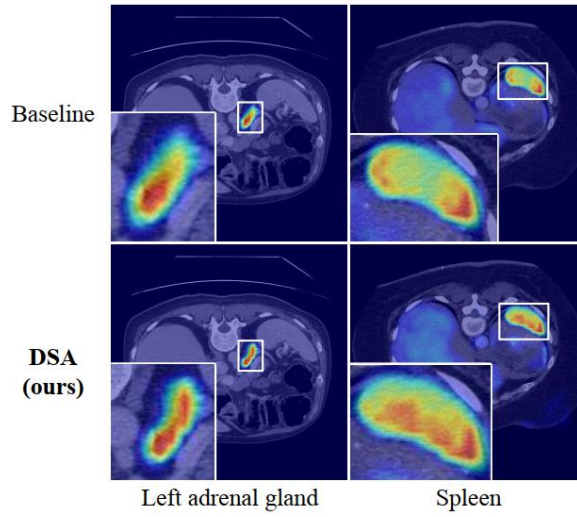 Baseline
DSA
(ours)
Left adrenal gland
Spleen